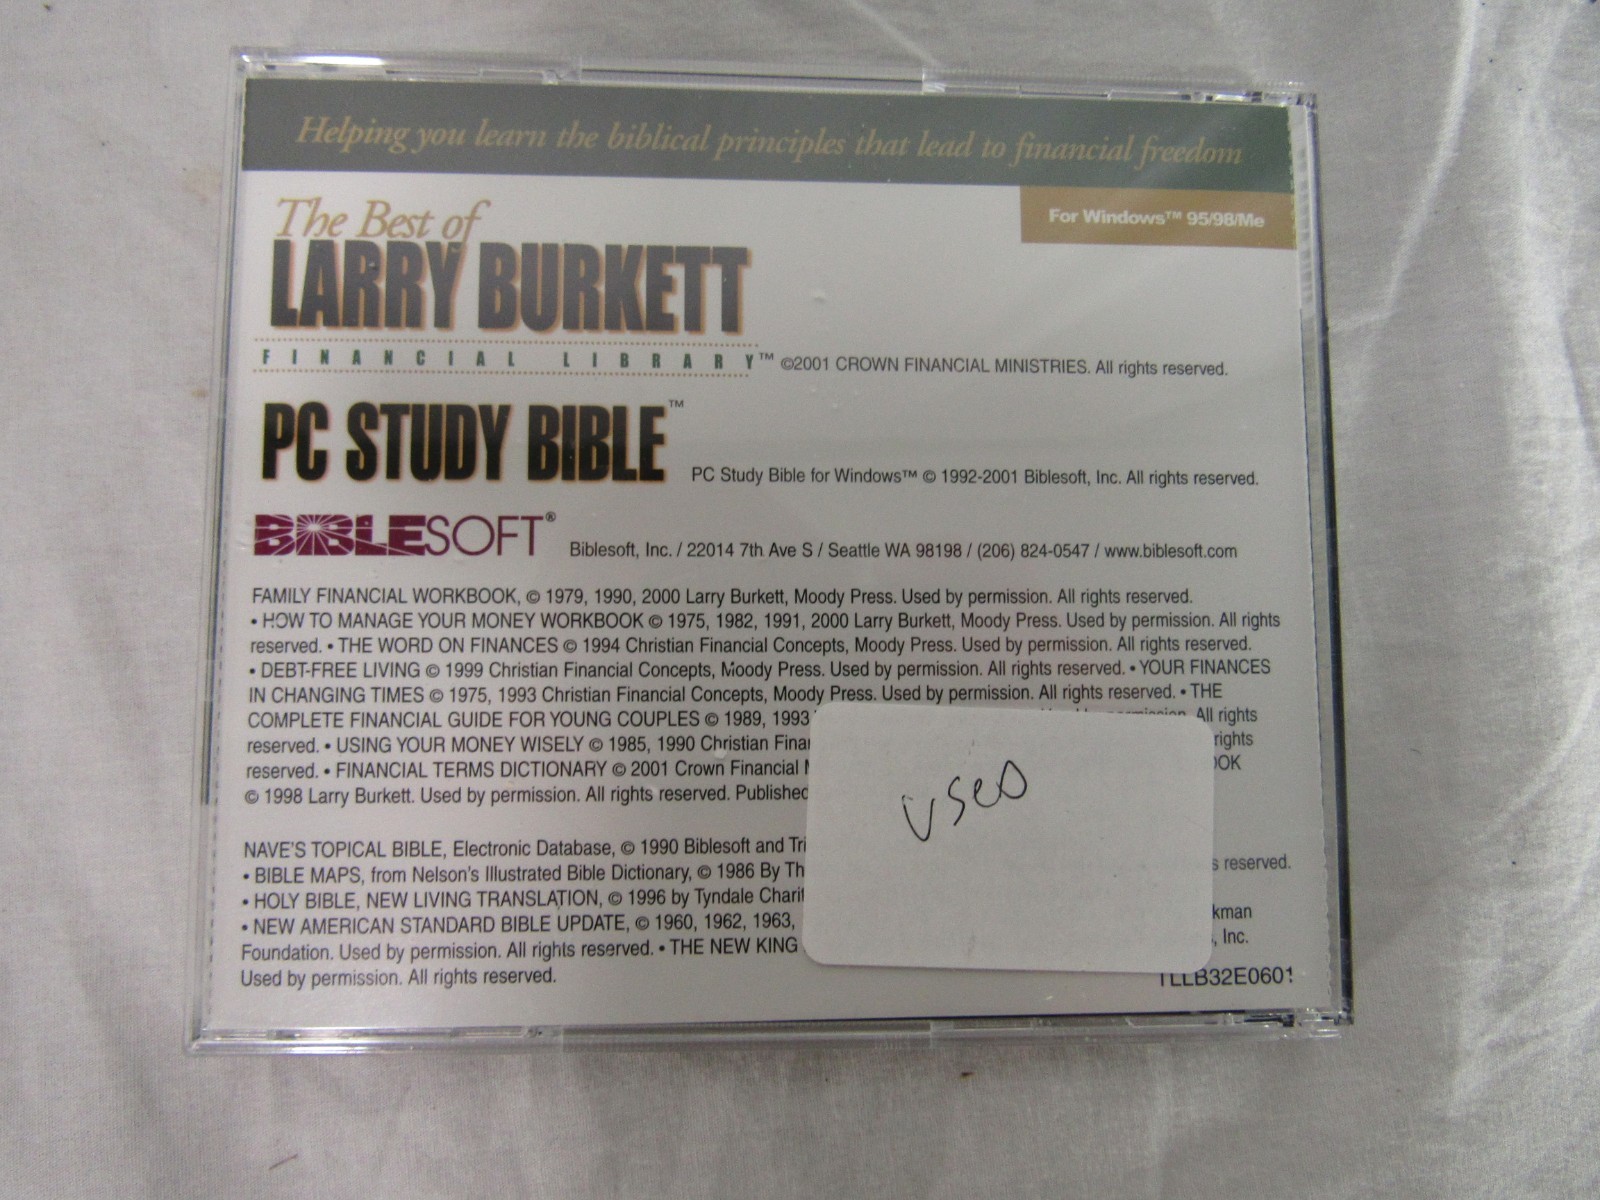 Helping you learn the biblical principles that lead to financial freedom
For Windows™ 95/98/Me
The Best of
LARRY BURKETT
FINANCIAL LIBRARY™ ©2001 CROWN FINANCIAL MINISTRIES. All rights reserved.
PC STUDY BIBLE™ PC Study Bible for Windows™ © 1992-2001 Biblesoft, Inc. All rights reserved.
BIBLESOFT® Biblesoft, Inc. / 22014 7th Ave S / Seattle WA 98198 / (206) 824-0547 / www.biblesoft.com
FAMILY FINANCIAL WORKBOOK, © 1979, 1990, 2000 Larry Burkett, Moody Press. Used by permission. All rights reserved.
• HOW TO MANAGE YOUR MONEY WORKBOOK © 1975, 1982, 1991, 2000 Larry Burkett, Moody Press. Used by permission. All rights
reserved. • THE WORD ON FINANCES © 1994 Christian Financial Concepts, Moody Press. Used by permission. All rights reserved.
• DEBT-FREE LIVING © 1999 Christian Financial Concepts, Moody Press. Used by permission. All rights reserved. • YOUR FINANCES
IN CHANGING TIMES © 1975, 1993 Christian Financial Concepts, Moody Press. Used by permission. All rights reserved. • THE
COMPLETE FINANCIAL GUIDE FOR YOUNG COUPLES © 1989, 1993 permission. All rights
reserved. • USING YOUR MONEY WISELY © 1985, 1990 Christian rights
reserved. • FINANCIAL TERMS DICTIONARY © 2001 Crown Financial
© 1998 Larry Burkett. Used by permission. All rights reserved. Published
used
NAVE'S TOPICAL BIBLE, Electronic Database, © 1990 Biblesoft and
• BIBLE MAPS, from Nelson's Illustrated Bible Dictionary, © 1986 By reserved.
• HOLY BIBLE, NEW LIVING TRANSLATION, © 1996 by Tyndale
• NEW AMERICAN STANDARD BIBLE UPDATE, © 1960, 1962, 1963,
Foundation. Used by permission. All rights reserved. • THE NEW KING Inc.
Used by permission. All rights reserved. TLLB32E0601